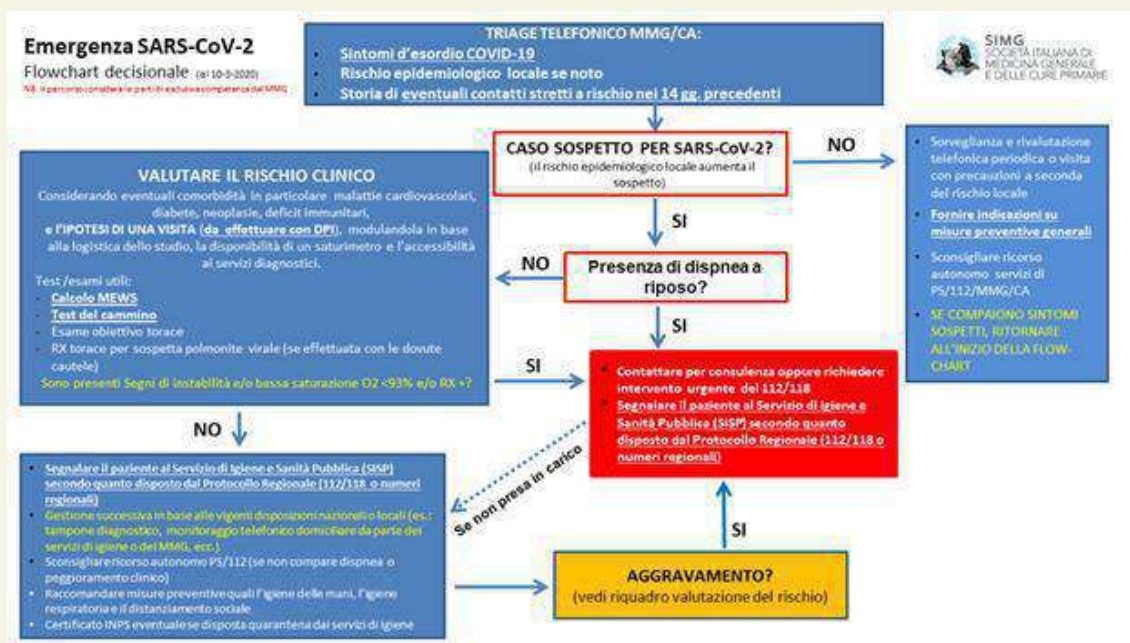 Emergenza SARS-CoV-2
Flowchart decisionale (al 10-3-2020)
NB: il percorso considera le parti di esclusiva competenza del MMG
TRIAGE TELEFONICO MMG/CA:
Sintomi d'esordio COVID-19
Rischio epidemiologico locale se noto
Storia di eventuali contatti stretti a rischio nei 14 gg. precedenti
SIMG
SOCIETÀ ITALIANA DI
MEDICINA GENERALE
E DELLE CURE PRIMARIE
CASO SOSPETTO PER SARS-CoV-2?
(il rischio epidemiologico locale aumenta il
sospetto)
NO
Sorveglianza e rivalutazione
telefonica periodica o visita
con precauzioni a seconda
del rischio locale
Fornire indicazioni su
misure preventive generali
Sconsigliare ricorso
autonomo servizi di
PS/112/MMG/CA
SE COMPAIONO SINTOMI
SOSPETTI, RITORNARE
ALL'INIZIO DELLA FLOW-
CHART
SI
Presenza di dispnea a
riposo?
NO
VALUTARE IL RISCHIO CLINICO
Considerando eventuali comorbidità in particolare malattie cardiovascolari,
diabete, neoplasie, deficit immunitari,
e l'IPOTESI DI UNA VISITA (da effettuare con DPI), modulandola in base
alla logistica dello studio, la disponibilità di un saturimetro e l'accessibilità
ai servizi diagnostici.
Test /esami utili:
- Calcolo MEWS
- Test del cammino
- Esame obiettivo torace
- RX torace per sospetta polmonite virale (se effettuata con le dovute
cautele)
Sono presenti Segni di instabilità e/o bassa saturazione O2 <93% e/o RX +?
SI
SI
Contattare per consulenza oppure richiedere
intervento urgente del 112/118
Segnalare il paziente al Servizio di Igiene e
Sanità Pubblica (SISP) secondo quanto
disposto dal Protocollo Regionale (112/118 o
numeri regionali)
NO
Se non presa in carico
Segnalare il paziente al Servizio di Igiene e Sanità Pubblica (SISP)
secondo quanto disposto dal Protocollo Regionale (112/118 o numeri
regionali)
Gestione successiva in base alle vigenti disposizioni nazionali o locali (es.:
tampone diagnostico, monitoraggio telefonico domiciliare da parte dei
servizi di igiene o del MMG, ecc.)
Sconsigliare ricorso autonomo PS/112 (se non compare dispnea o
peggioramento clinico)
Raccomandare misure preventive quali l'igiene delle mani, l'igiene
respiratoria e il distanziamento sociale
Certificato INPS eventuale se disposta quarantena dai servizi di igiene
SI
AGGRAVAMENTO?
(vedi riquadro valutazione del rischio)